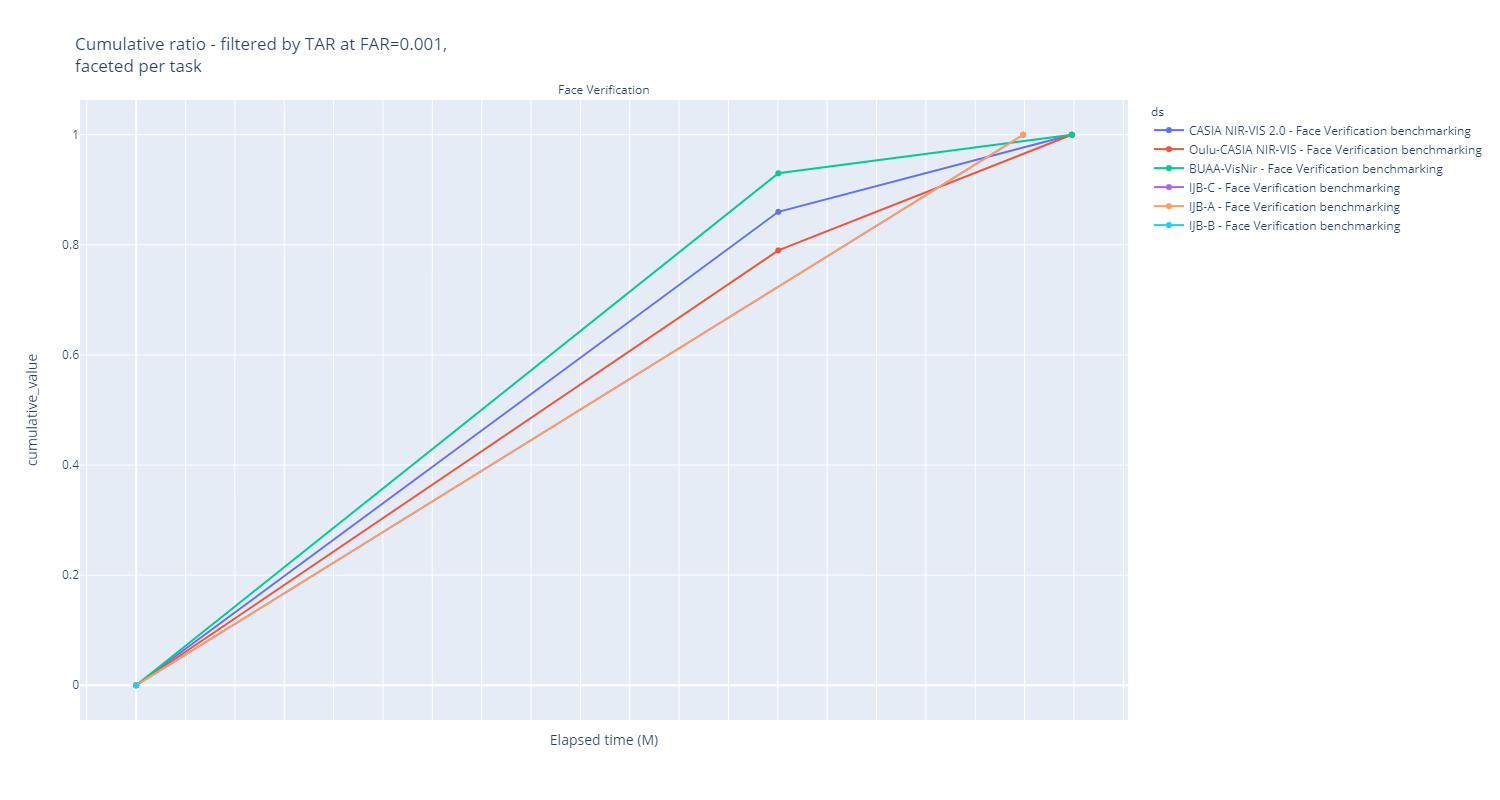 Cumulative ratio - filtered by TAR at FAR=0.001,
faceted per task
Face Verification
ds
CASIA NIR-VIS 2.0 - Face Verification benchmarking
Oulu-CASIA NIR-VIS - Face Verification benchmarking
BUAA-VisNir - Face Verification benchmarking
IJB-C - Face Verification benchmarking
IJB-A - Face Verification benchmarking
IJB-B - Face Verification benchmarking
1
0.8
0.6
0.4
0.2
0
cumulative_value
Elapsed time (M)